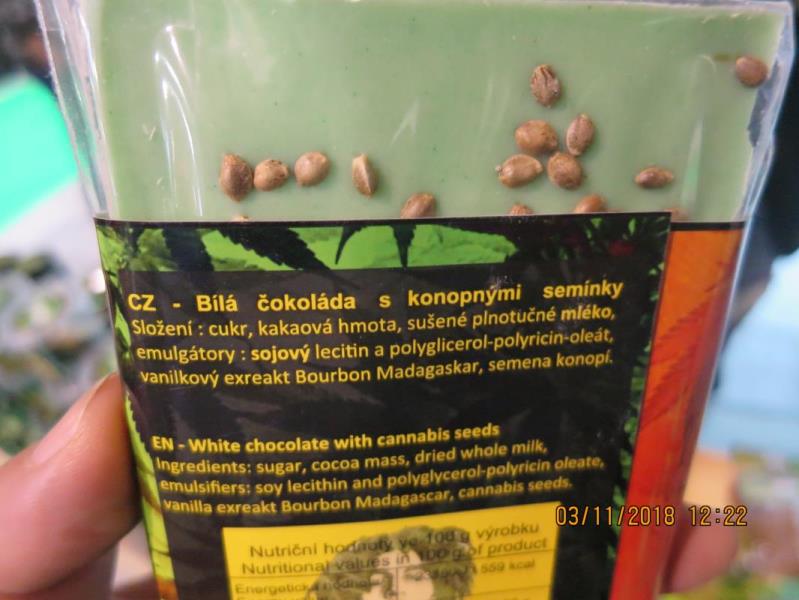 CZ - Bílá čokoláda s konopnými semínky
Složení : cukr, kakaová hmota, sušené plnotučné mléko,
emulgátory : sojový lecitin a polyglicerol-polyricin-oleát,
vanilkový exreakt Bourbon Madagaskar, semena konopí.
EN - White chocolate with cannabis seeds
Ingredients: sugar, cocoa mass, dried whole milk,
emulsifiers: soy lecithin and polyglycerol-polyricin oleate,
vanilla exreakt Bourbon Madagascar, cannabis seeds.
03/11/2018 12:22
Nutriční hodnoty ve 100 g výrobku
Nutritional values in 100 g of product
Energetická 559 kcal